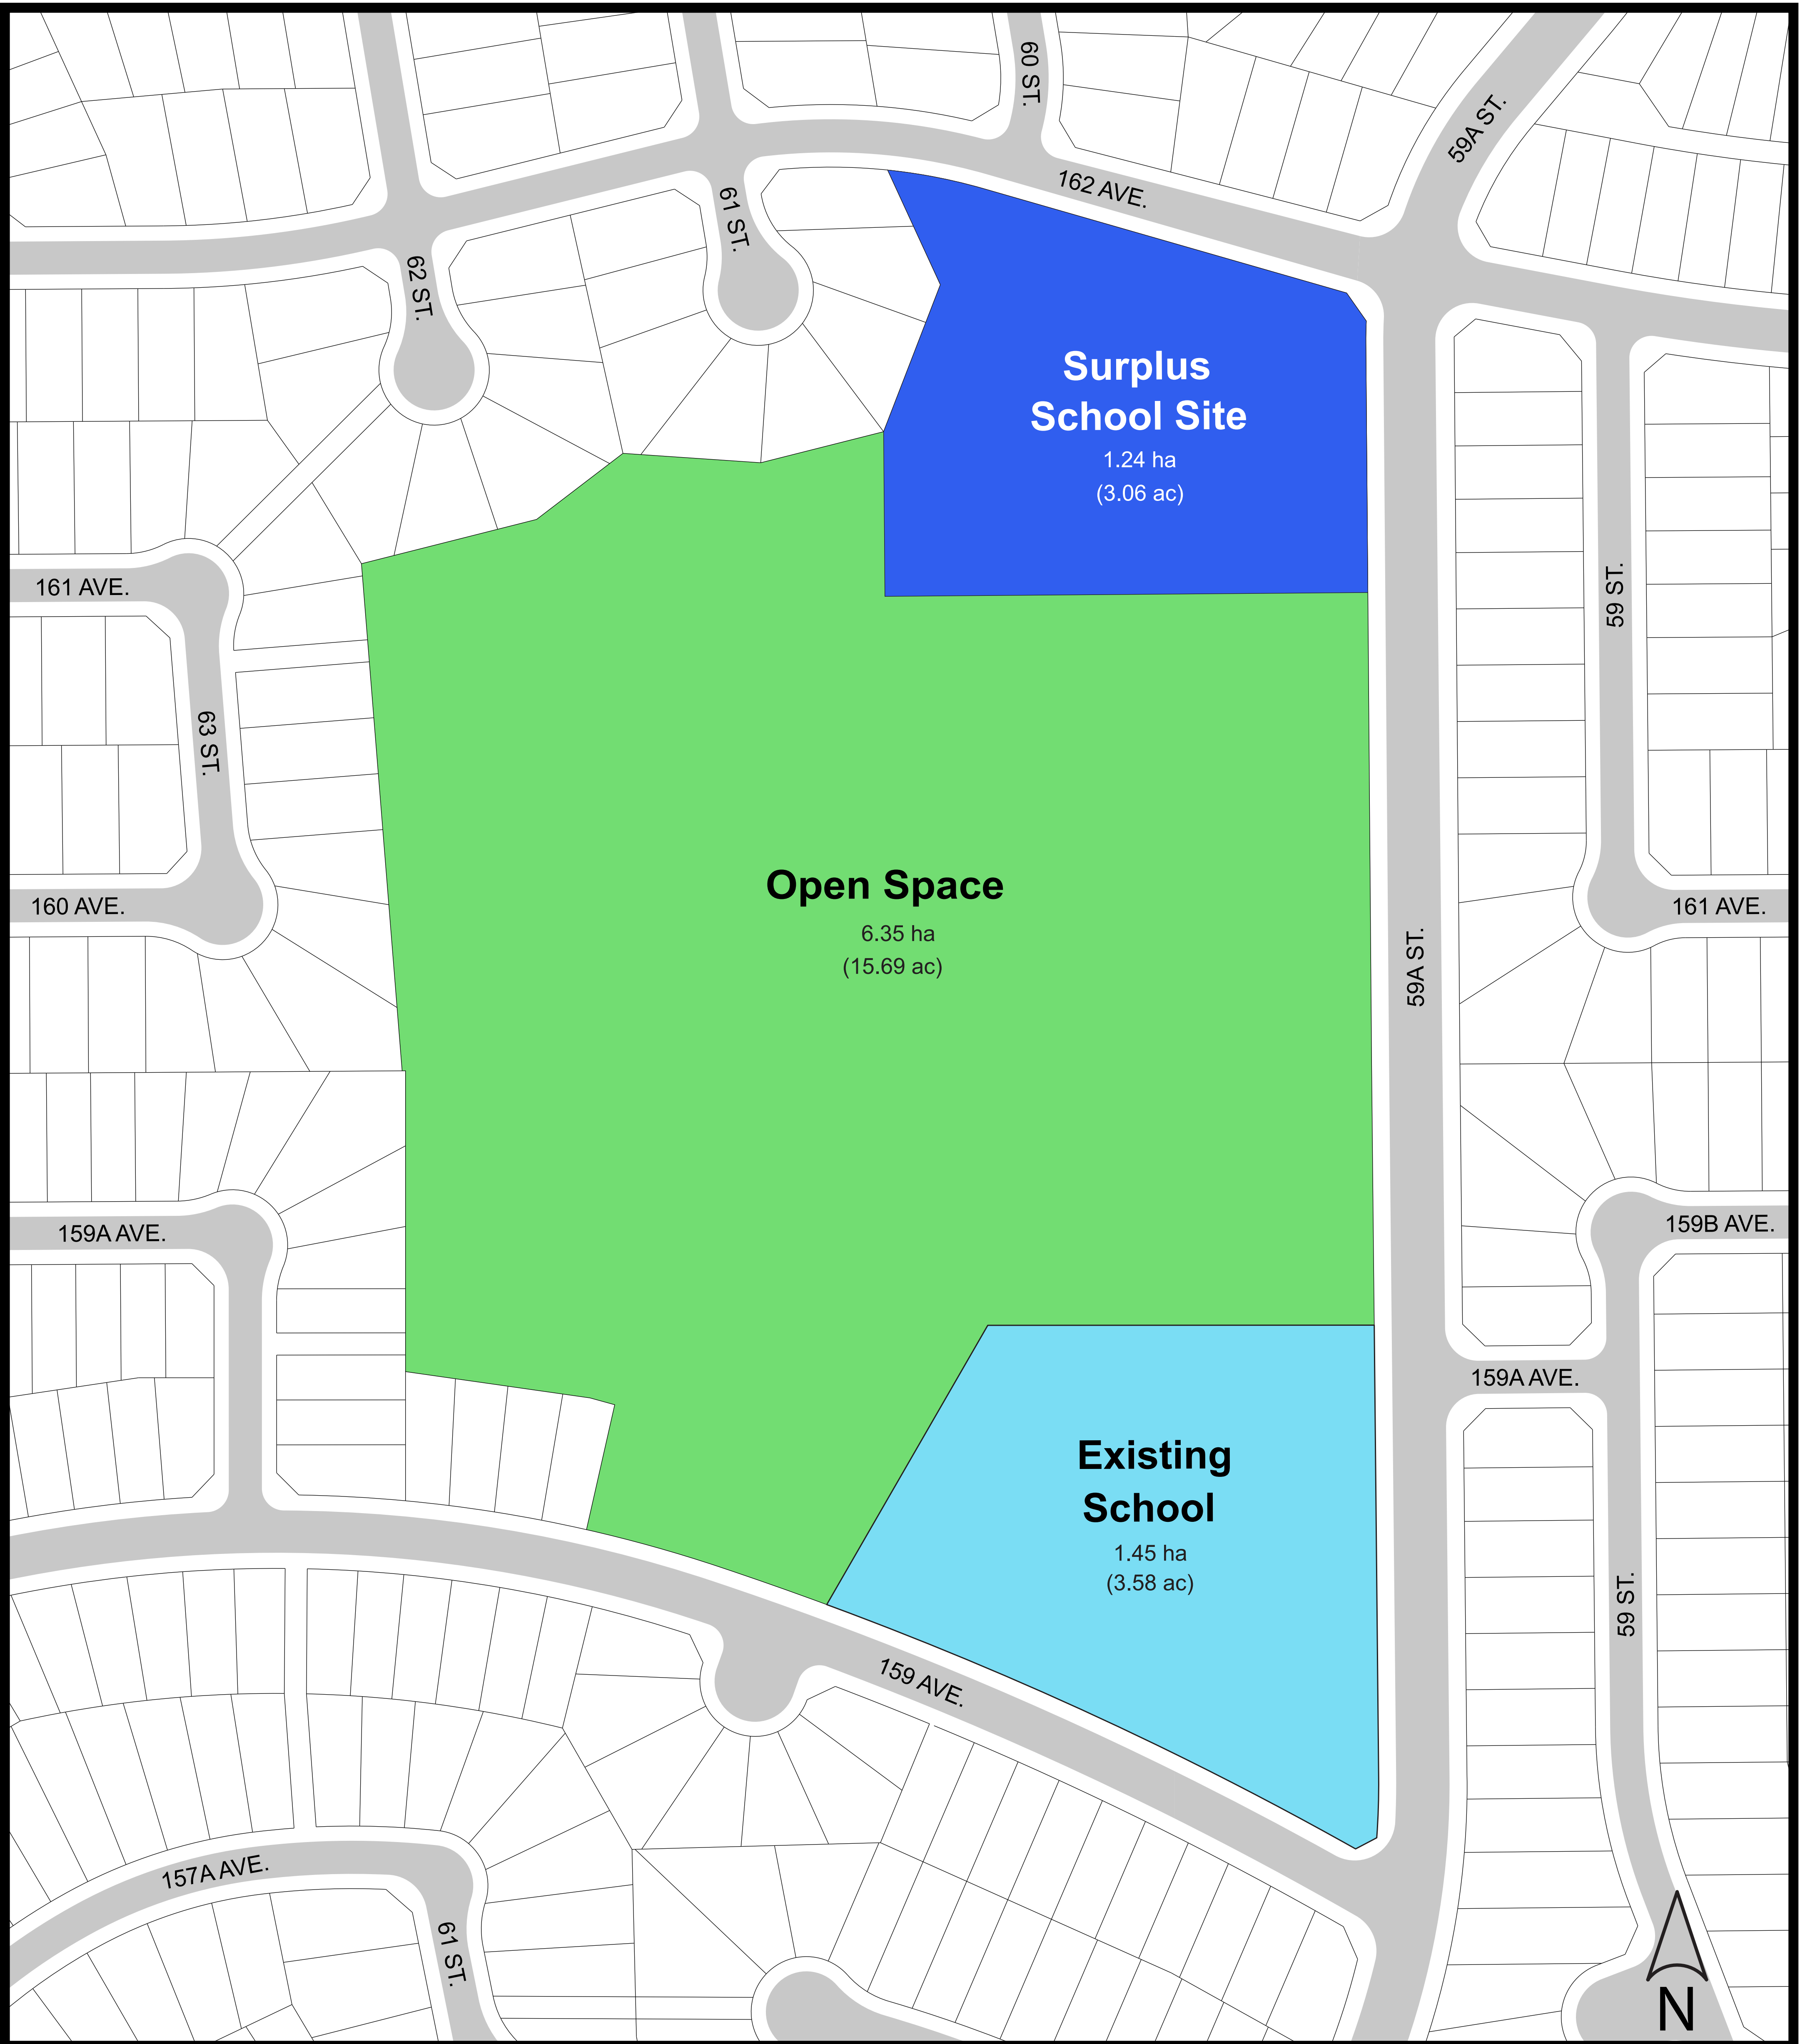 60 ST.
59A ST.
162 AVE.
61 ST.
62 ST.
Surplus
School Site
1.24 ha
(3.06 ac)
161 AVE.
59 ST.
63 ST.
Open Space
6.35 ha
(15.69 ac)
160 AVE.
161 AVE.
59A ST.
159A AVE.
159B AVE.
159A AVE.
Existing
School
1.45 ha
(3.58 ac)
59 ST.
159 AVE.
157A AVE.
61 ST.
N